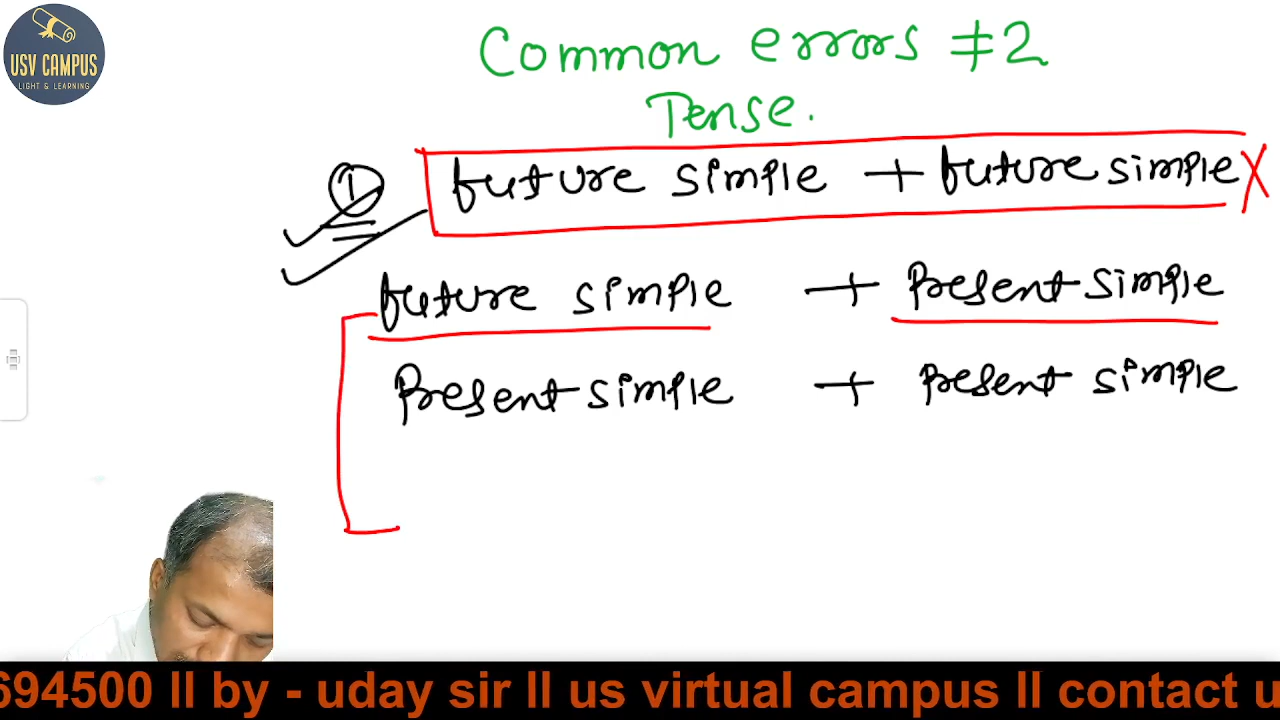 USV CAMPUS
LIGHT & LEARNING
Common errors #2
Tense.
① future simple + future simple X
future simple + Present simple
Present simple + Present simple
694500 ll by - uday sir ll us virtual campus ll contact u